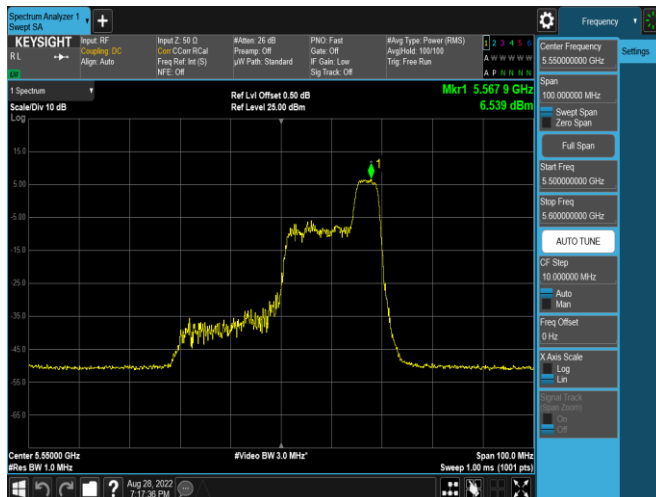 Spectrum Analyzer 1
Swept SA
+
Frequency
KEYSIGHT
R L
Input: RF
Coupling: DC
Align: Auto
Input Z: 50 Ω
Corr CCorr RCal
Freq Ref: Int (S)
NFE: Off
#Atten: 26 dB
Preamp: Off
µW Path: Standard
PNO: Fast
Gate: Off
IF Gain: Low
Sig Track: Off
#Avg Type: Power (RMS)
Avg|Hold: 100/100
Trig: Free Run
1 2 3 4 5 6
A W W W W W
A P N N N N
1 Spectrum
Scale/Div 10 dB
Log
Ref Lvl Offset 0.50 dB
Ref Level 25.00 dBm
Mkr1 5.567 9 GHz
6.539 dBm
1
15.0
5.00
-5.00
-15.0
-25.0
-35.0
-45.0
-55.0
-65.0
Center 5.55000 GHz
#Res BW 1.0 MHz
#Video BW 3.0 MHz*
Span 100.0 MHz
Sweep 1.00 ms (1001 pts)
Aug 28, 2022
7:17:36 PM
Settings
Center Frequency
5.550000000 GHz
Span
100.000000 MHz
Swept Span
Zero Span
Full Span
Start Freq
5.500000000 GHz
Stop Freq
5.600000000 GHz
AUTO TUNE
CF Step
10.000000 MHz
Auto
Man
Freq Offset
0 Hz
X Axis Scale
Log
Lin
Signal Track
(Span Zoom)
On
Off